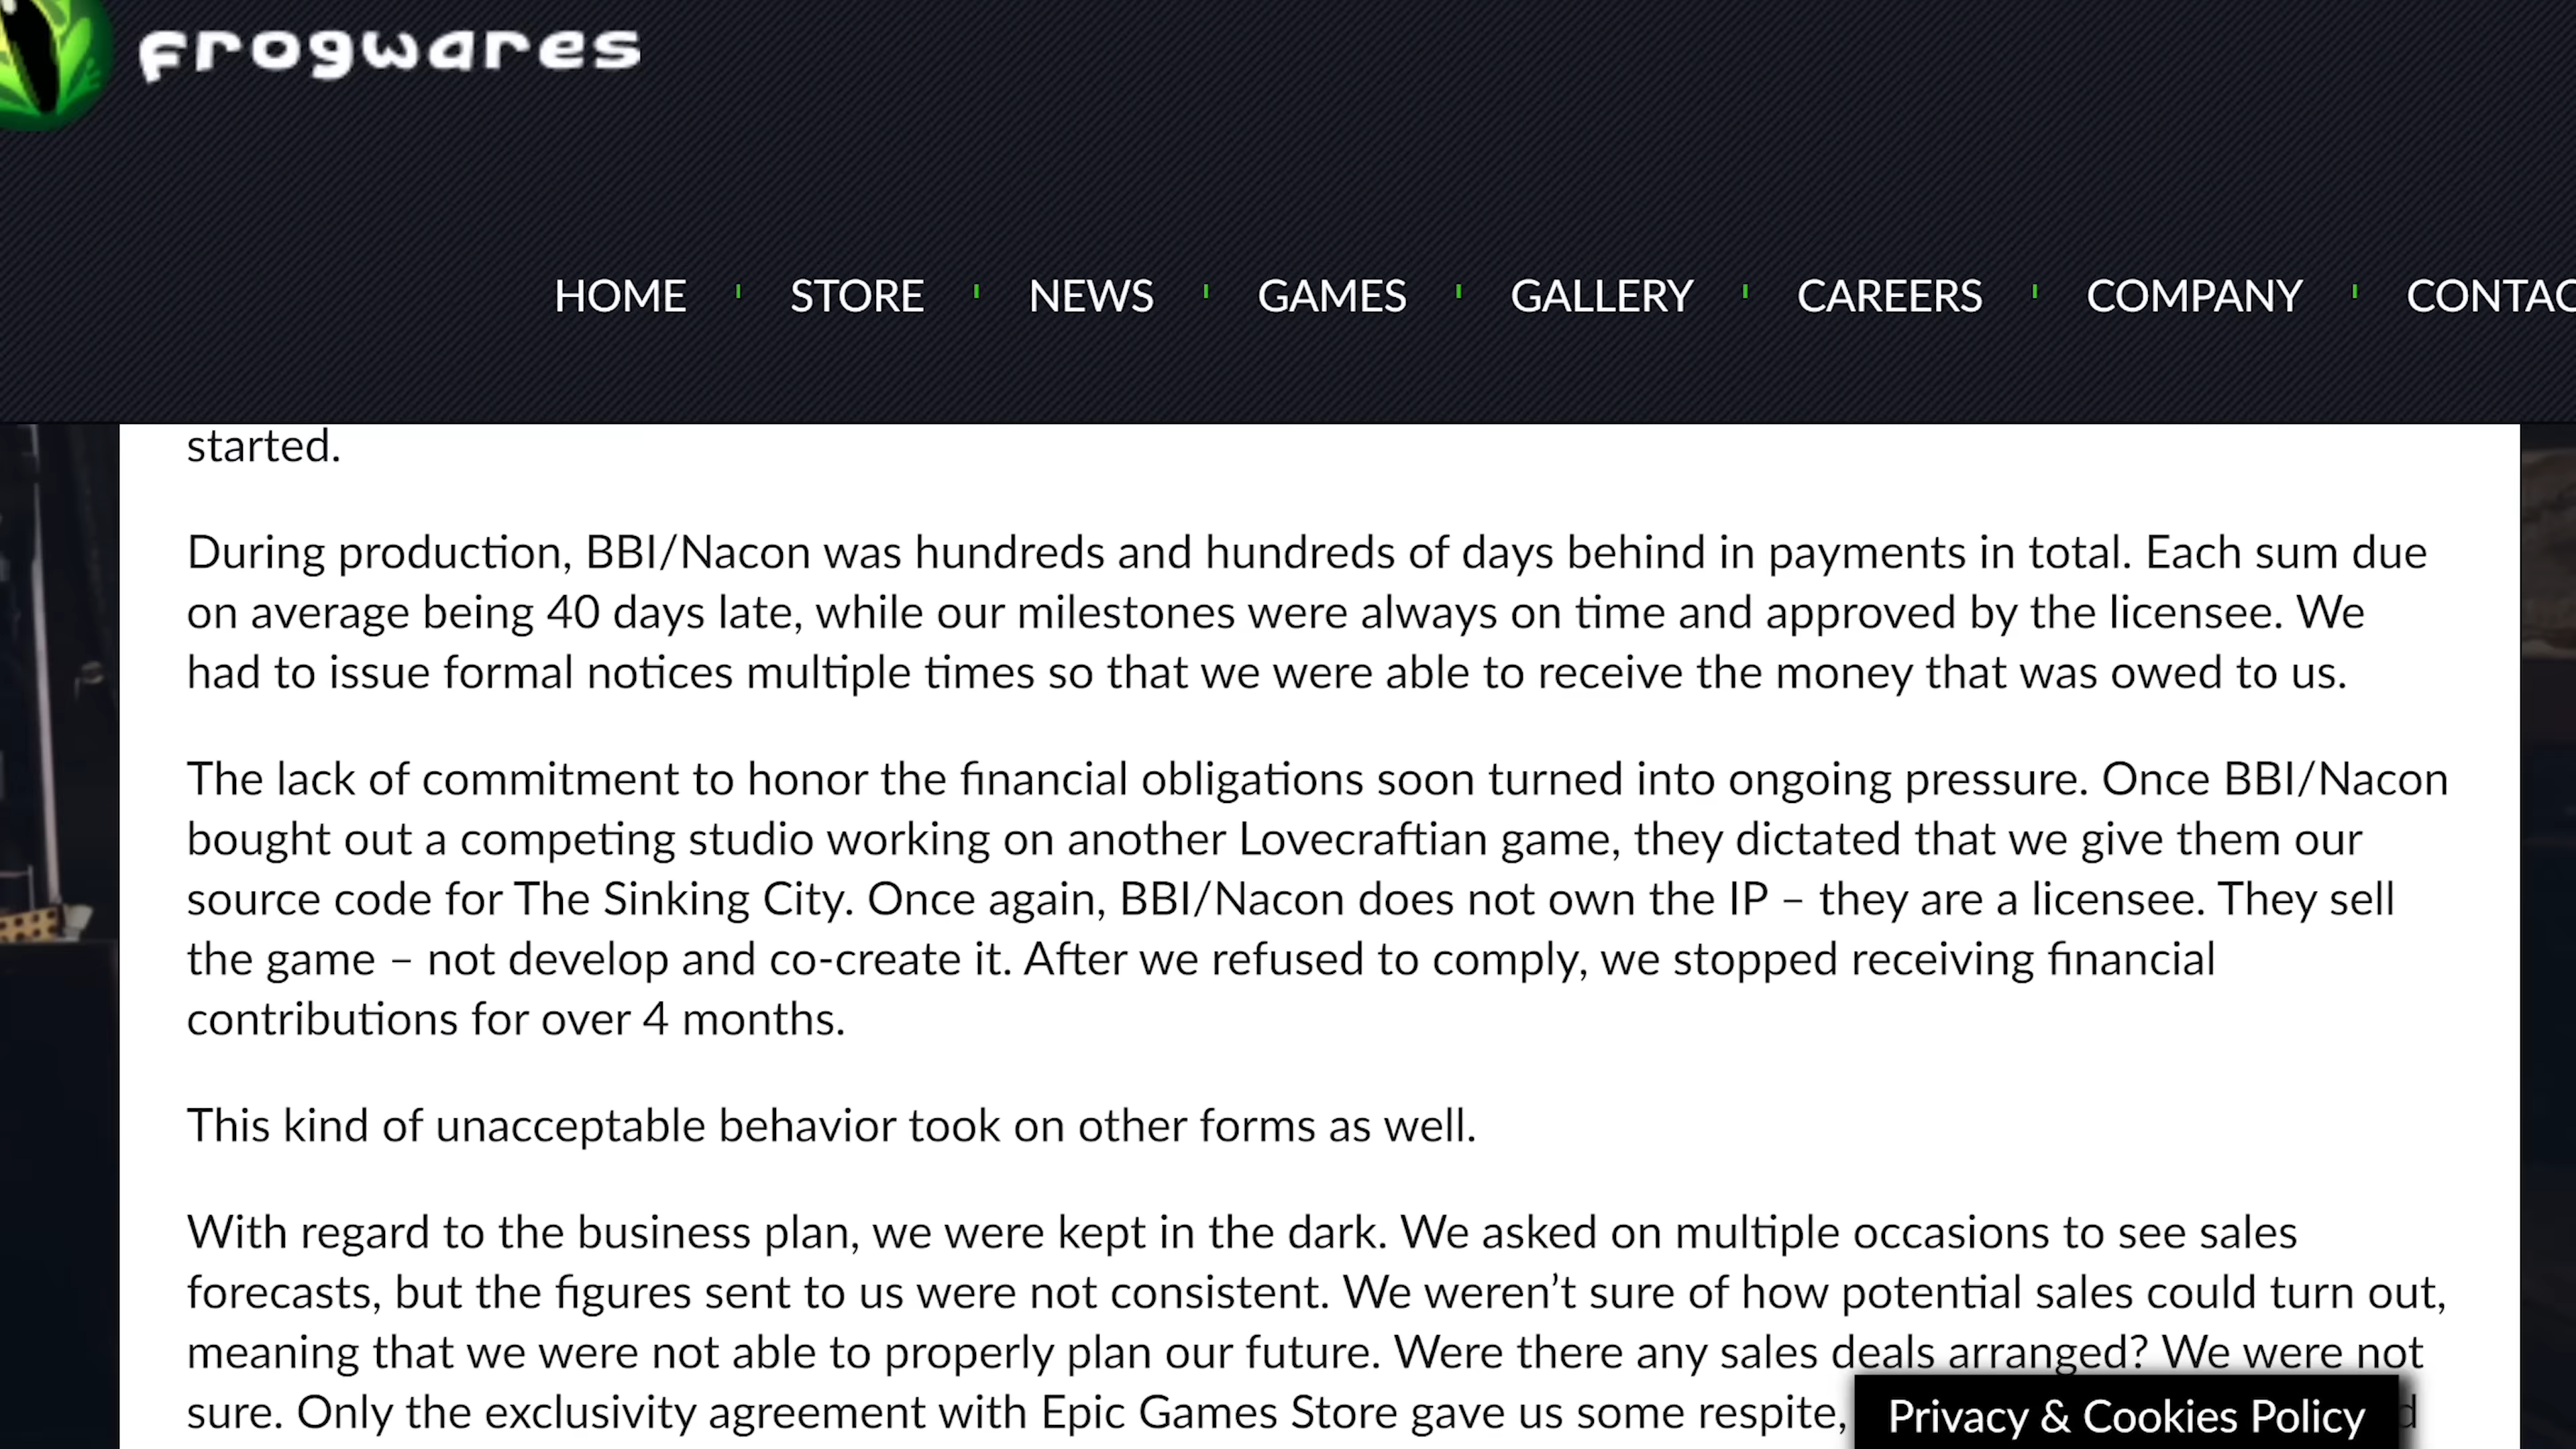 frogwares
HOME STORE NEWS GAMES GALLERY CAREERS COMPANY
started.
During production, BBI/Nacon was hundreds and hundreds of days behind in payments in total. Each sum due
on average being 40 days late, while our milestones were always on time and approved by the licensee. We
had to issue formal notices multiple times so that we were able to receive the money that was owed to us.
The lack of commitment to honor the financial obligations soon turned into ongoing pressure. Once BBI/Nacon
bought out a competing studio working on another Lovecraftian game, they dictated that we give them our
source code for The Sinking City. Once again, BBI/Nacon does not own the IP – they are a licensee. They sell
the game – not develop and co-create it. After we refused to comply, we stopped receiving financial
contributions for over 4 months.
This kind of unacceptable behavior took on other forms as well.
With regard to the business plan, we were kept in the dark. We asked on multiple occasions to see sales
forecasts, but the figures sent to us were not consistent. We weren’t sure of how potential sales could turn out,
meaning that we were not able to properly plan our future. Were there any sales deals arranged? We were not
sure. Only the exclusivity agreement with Epic Games Store gave us some respite,
Privacy & Cookies Policy